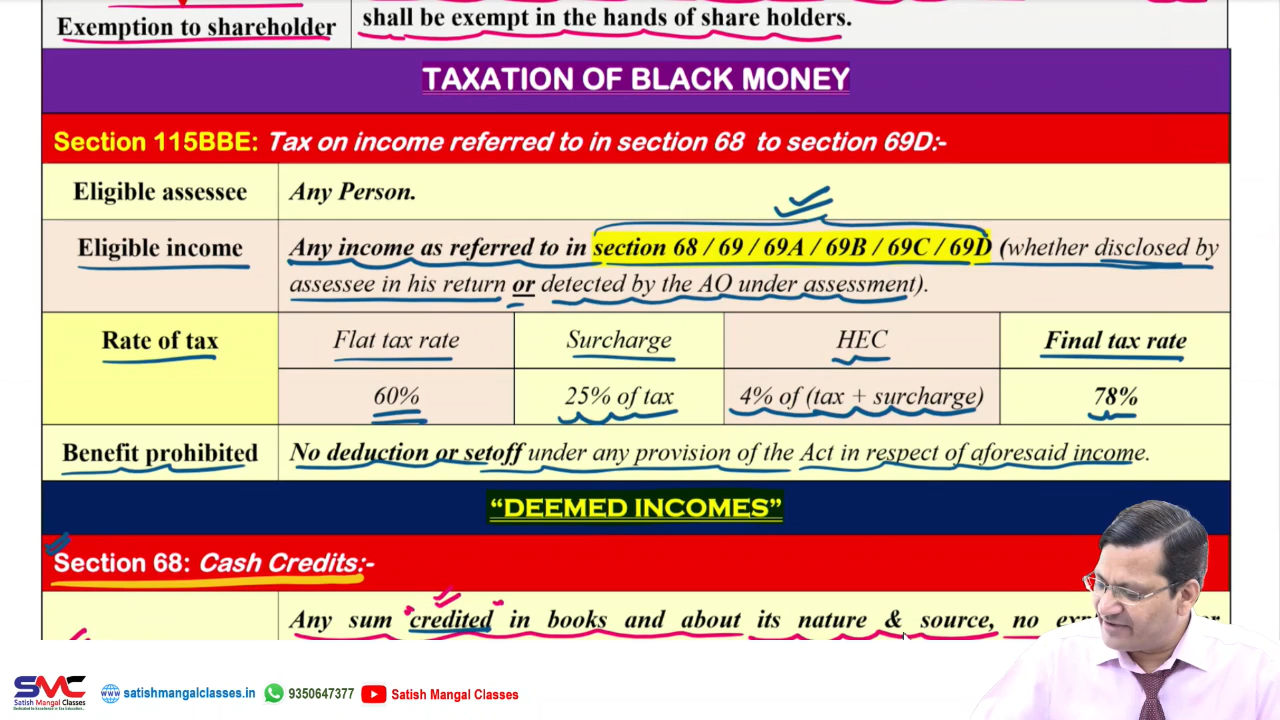 Exemption to shareholder
shall be exempt in the hands of share holders.
TAXATION OF BLACK MONEY
Section 115BBE: Tax on income referred to in section 68 to section 69D:-
Eligible assessee
Any Person.
Eligible income
Any income as referred to in section 68 / 69 / 69A / 69B / 69C / 69D (whether disclosed by
assessee in his return or detected by the AO under assessment).
Rate of tax
Flat tax rate
Surcharge
HEC
Final tax rate
60%
25% of tax
4% of (tax + surcharge)
78%
Benefit prohibited
No deduction or setoff under any provision of the Act in respect of aforesaid income.
“DEEMED INCOMES”
Section 68: Cash Credits:-
Any sum credited in books and about its nature & source, no
SMC
Satish Mangal Classes
satishmangalclasses.in
9350647377
Satish Mangal Classes